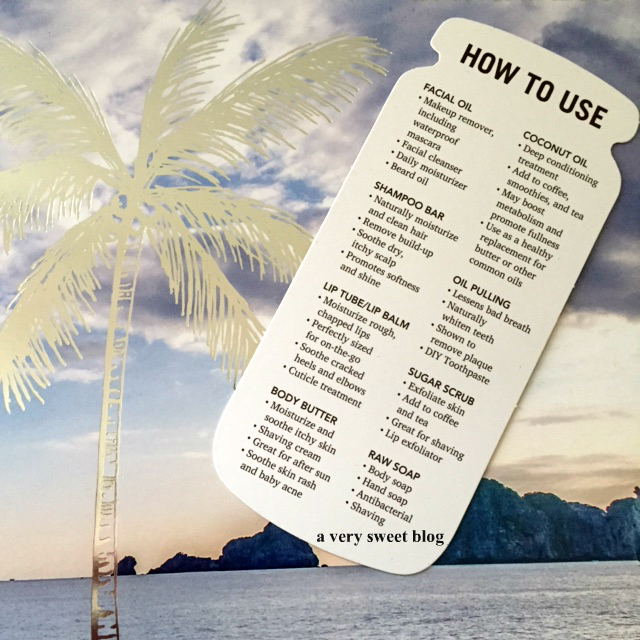 HOW TO USE
FACIAL OIL
• Makeup remover,
including
waterproof
mascara
• Facial cleanser
• Daily moisturizer
• Beard oil
SHAMPOO BAR
• Naturally moisturize
and clean hair
• Remove build-up
• Soothe dry,
itchy scalp
• Promotes softness
and shine
LIP TUBE/LIP BALM
• Moisturize rough,
chapped lips
• Perfectly sized
for on-the-go
• Soothe cracked
heels and elbows
• Cuticle treatment
BODY BUTTER
• Moisturize and
soothe itchy skin
• Shaving cream
• Great for after sun
• Soothe skin rash
and baby acne
COCONUT OIL
• Deep conditioning
treatment
• Add to coffee,
smoothies, and tea
• May boost
metabolism and
promote fullness
• Use as a healthy
replacement for
butter or other
common oils
OIL PULLING
• Lessens bad breath
• Naturally
whiten teeth
• Shown to
remove plaque
• DIY Toothpaste
SUGAR SCRUB
• Exfoliate skin
• Add to coffee
and tea
• Great for shaving
• Lip exfoliator
RAW SOAP
• Body soap
• Hand soap
• Antibacterial
• Shaving
a very sweet blog